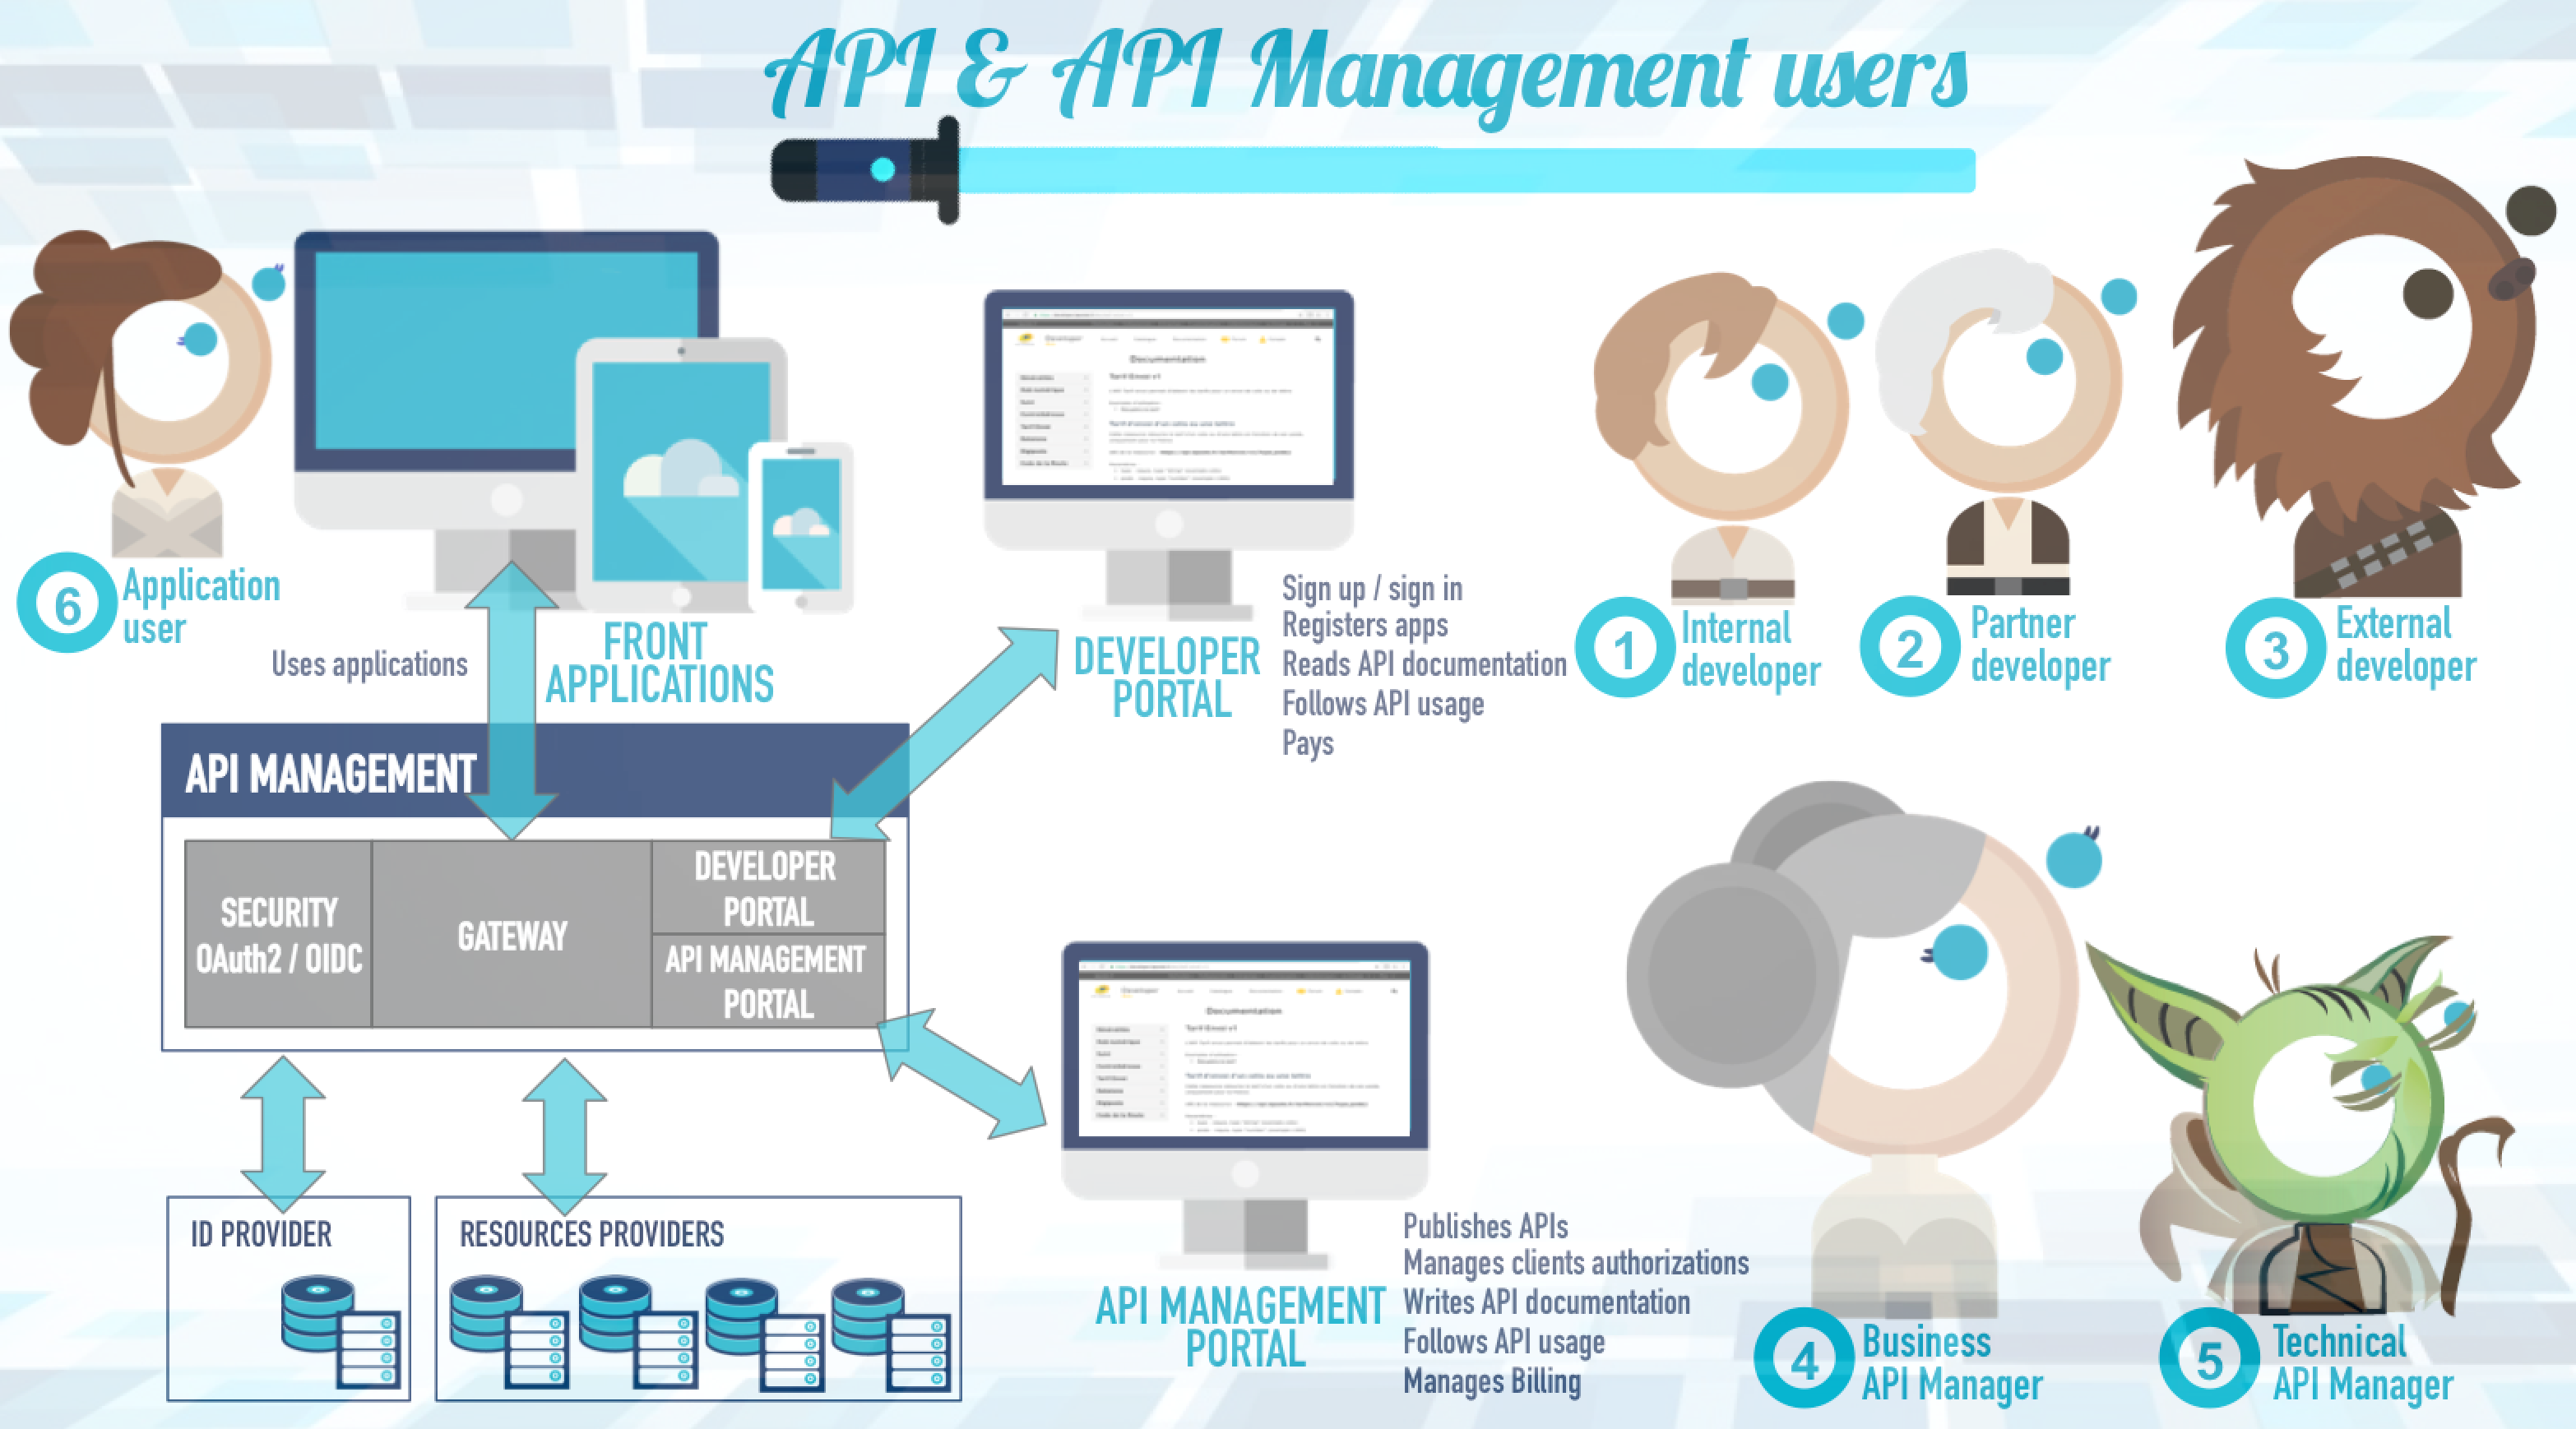 API & API Management users
6
Application
user
Uses applications
FRONT
APPLICATIONS
Documentation
DEVELOPER
PORTAL
Sign up / sign in
Registers apps
Reads API documentation
Follows API usage
Pays
1
Internal
developer
2
Partner
developer
3
External
developer
API MANAGEMENT
SECURITY
OAuth2 / OIDC
GATEWAY
DEVELOPER
PORTAL
API MANAGEMENT
PORTAL
ID PROVIDER
RESOURCES PROVIDERS
Documentation
API MANAGEMENT
PORTAL
Publishes APIs
Manages clients authorizations
Writes API documentation
Follows API usage
Manages Billing
4
Business
API Manager
5
Technical
API Manager